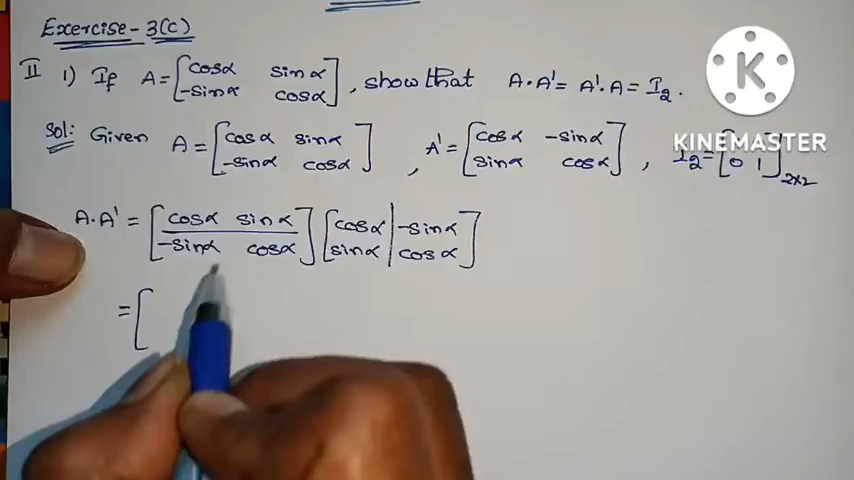 Exercise - 3(c)
II 1) If A = [cosα sinα -sinα cosα], show that A·A' = A'·A = I₂.
Sol: Given A = [cosα sinα -sinα cosα], A' = [cosα -sinα sinα cosα], I₂ = [0 1]2x2
A·A' = [cosα sinα -sinα cosα] [cosα -sinα sinα cosα]
= [
K
KINEMASTER